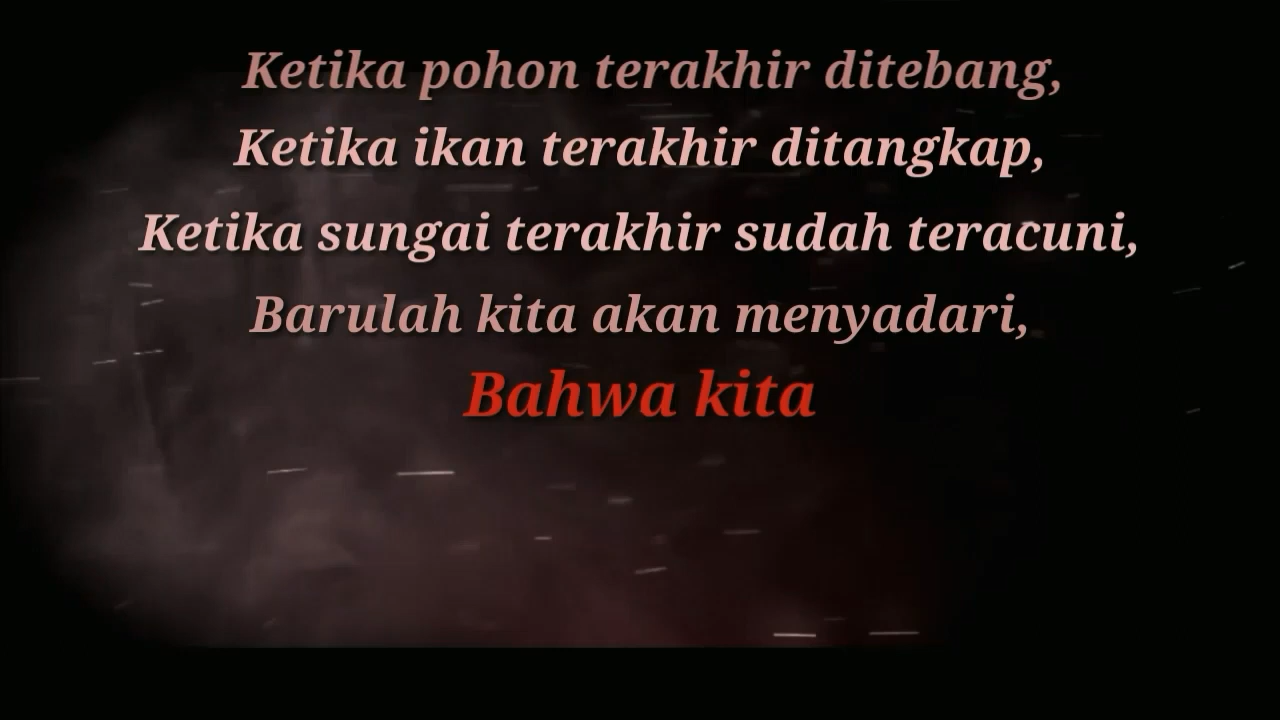 Ketika pohon terakhir ditebang,
Ketika ikan terakhir ditangkap,
Ketika sungai terakhir sudah teracuni,
Barulah kita akan menyadari,
Bahwa kita